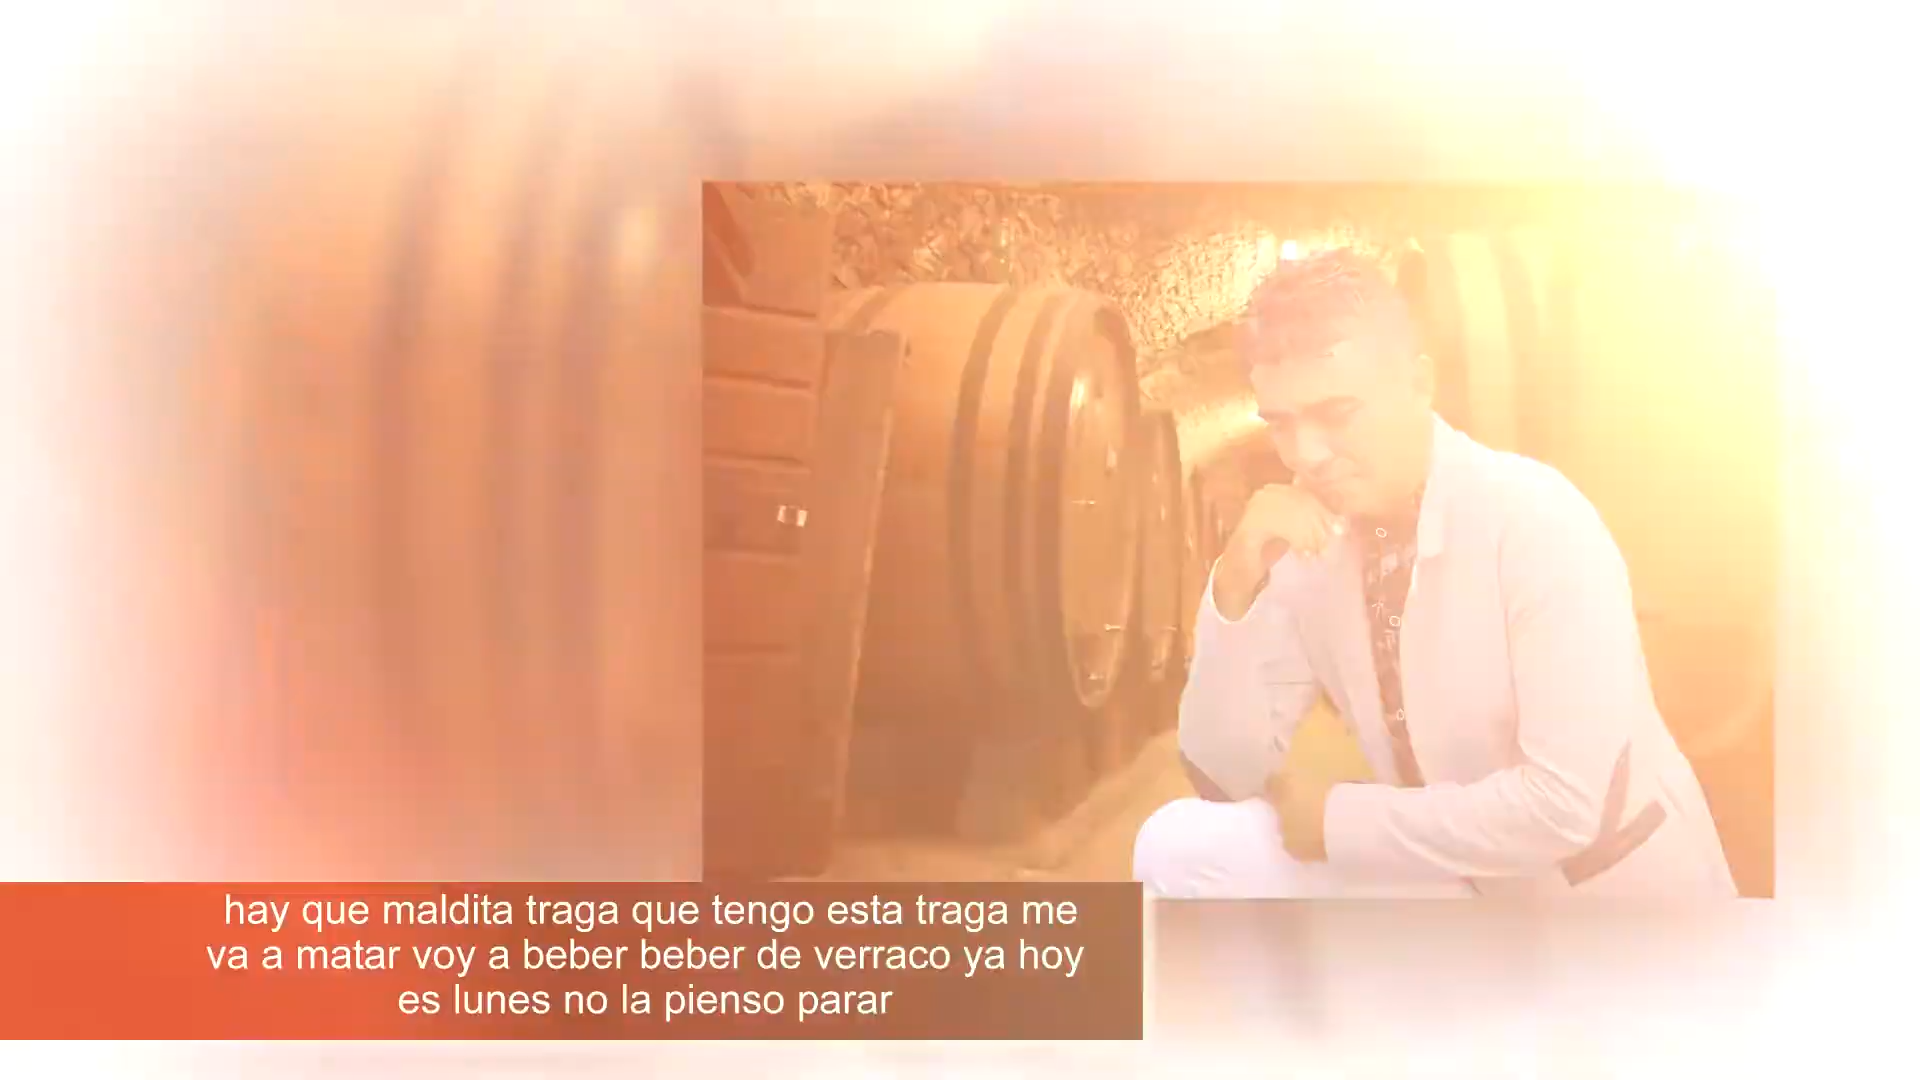 hay que maldita traga que tengo esta traga me
va a matar voy a beber beber de verraco ya hoy
es lunes no la pienso parar